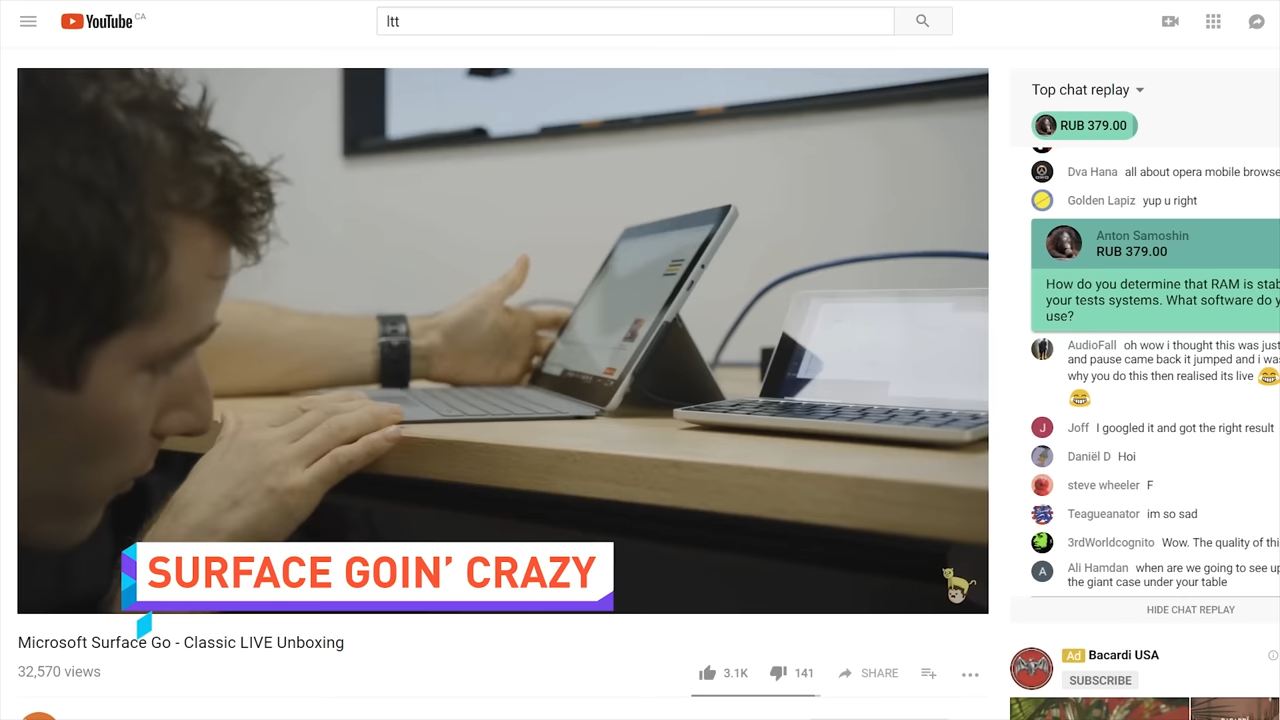 YouTube CA
ltt
Top chat replay
RUB 379.00
Dva Hana all about opera mobile browse
Golden Lapiz yup u right
Anton Samoshin
RUB 379.00
How do you determine that RAM is stab
your tests systems. What software do y
use?
AudioFall oh wow i thought this was just
and pause came back it jumped and i wa
why you do this then realised its live
J
Joff I googled it and got the right result
Daniël D Hoi
steve wheeler F
Teagueanator im so sad
3rdWorldcognito Wow. The quality of thi
A
Ali Hamdan when are we going to see up
the giant case under your table
HIDE CHAT REPLAY
SURFACE GOIN' CRAZY
Microsoft Surface Go - Classic LIVE Unboxing
32,570 views
3.1K
141
SHARE
Ad Bacardi USA
SUBSCRIBE